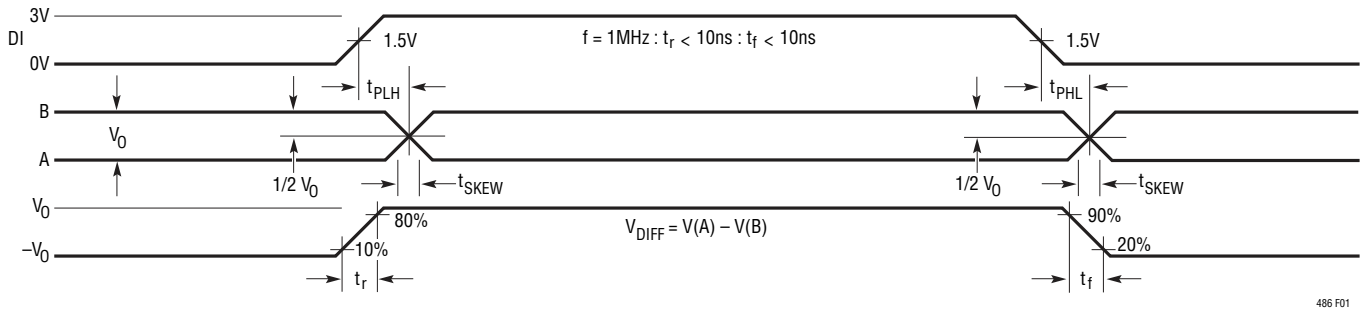 3V
DI
1.5V
f = 1MHz : tr < 10ns : tf < 10ns
1.5V
0V
tPLH
tPHL
B
VO
A
1/2 VO
tSKEW
1/2 VO
tSKEW
VO
80%
VDIFF = V(A) – V(B)
90%
–VO
10%
20%
tr
tf
486 F01